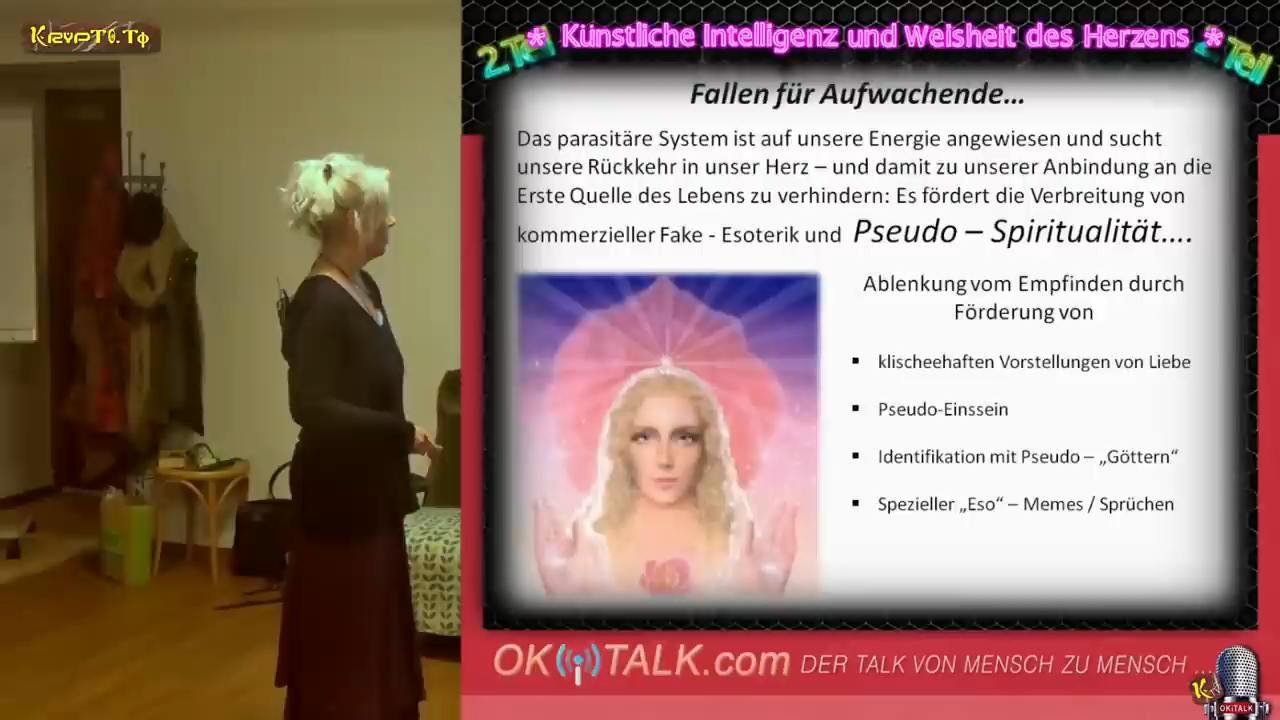 KrypT0.Tφ
2.Teil * Künstliche Intelligenz und Weisheit des Herzens * Teil
Fallen für Aufwachende...
Das parasitäre System ist auf unsere Energie angewiesen und sucht
unsere Rückkehr in unser Herz – und damit zu unserer Anbindung an die
Erste Quelle des Lebens zu verhindern: Es fördert die Verbreitung von
kommerzieller Fake - Esoterik und Pseudo – Spiritualität....
Ablenkung vom Empfinden durch
Förderung von
▪ klischeehaften Vorstellungen von Liebe
▪ Pseudo-Einssein
▪ Identifikation mit Pseudo – „Göttern“
▪ Spezieller „Eso“ – Memes / Sprüchen
OK TALK.com DER TALK VON MENSCH ZU MENSCH ...
OKiTALK